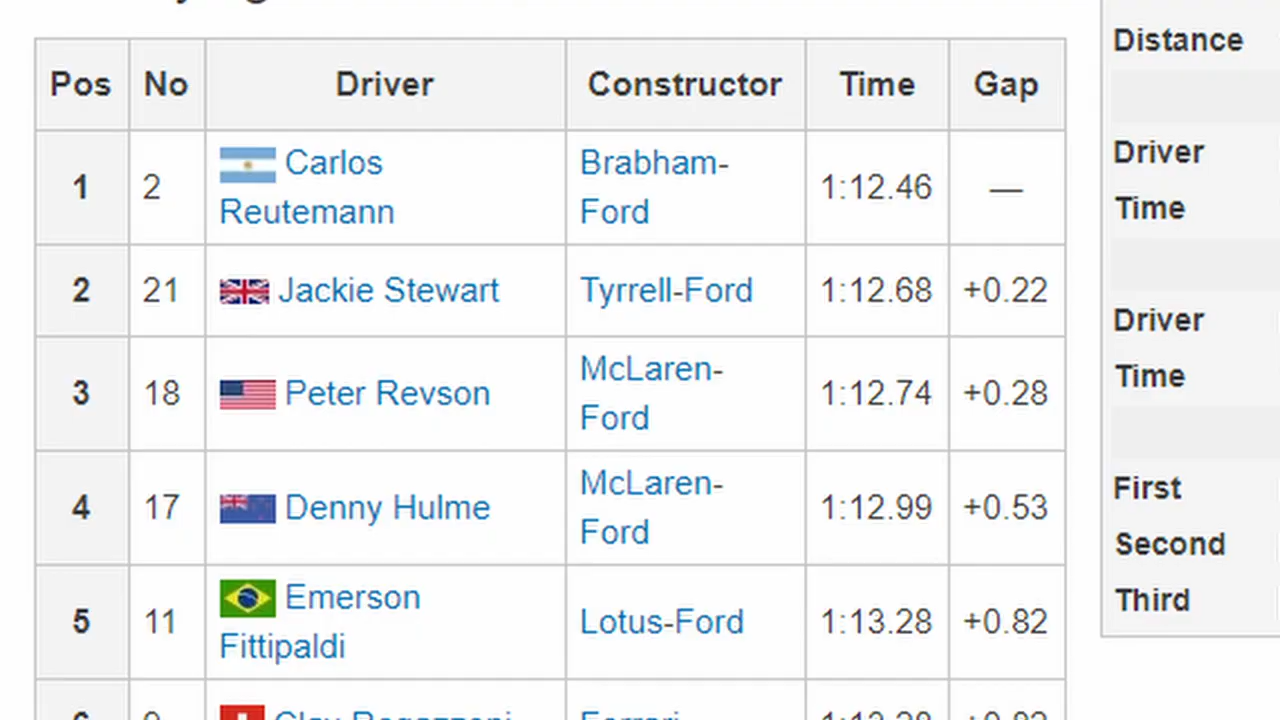 Pos No Driver Constructor Time Gap
1 2 Carlos Reutemann Brabham-Ford 1:12.46 —
2 21 Jackie Stewart Tyrrell-Ford 1:12.68 +0.22
3 18 Peter Revson McLaren-Ford 1:12.74 +0.28
4 17 Denny Hulme McLaren-Ford 1:12.99 +0.53
5 11 Emerson Fittipaldi Lotus-Ford 1:13.28 +0.82
Clay Regazzoni Ferrari
Distance
Driver
Time
Driver
Time
First
Second
Third